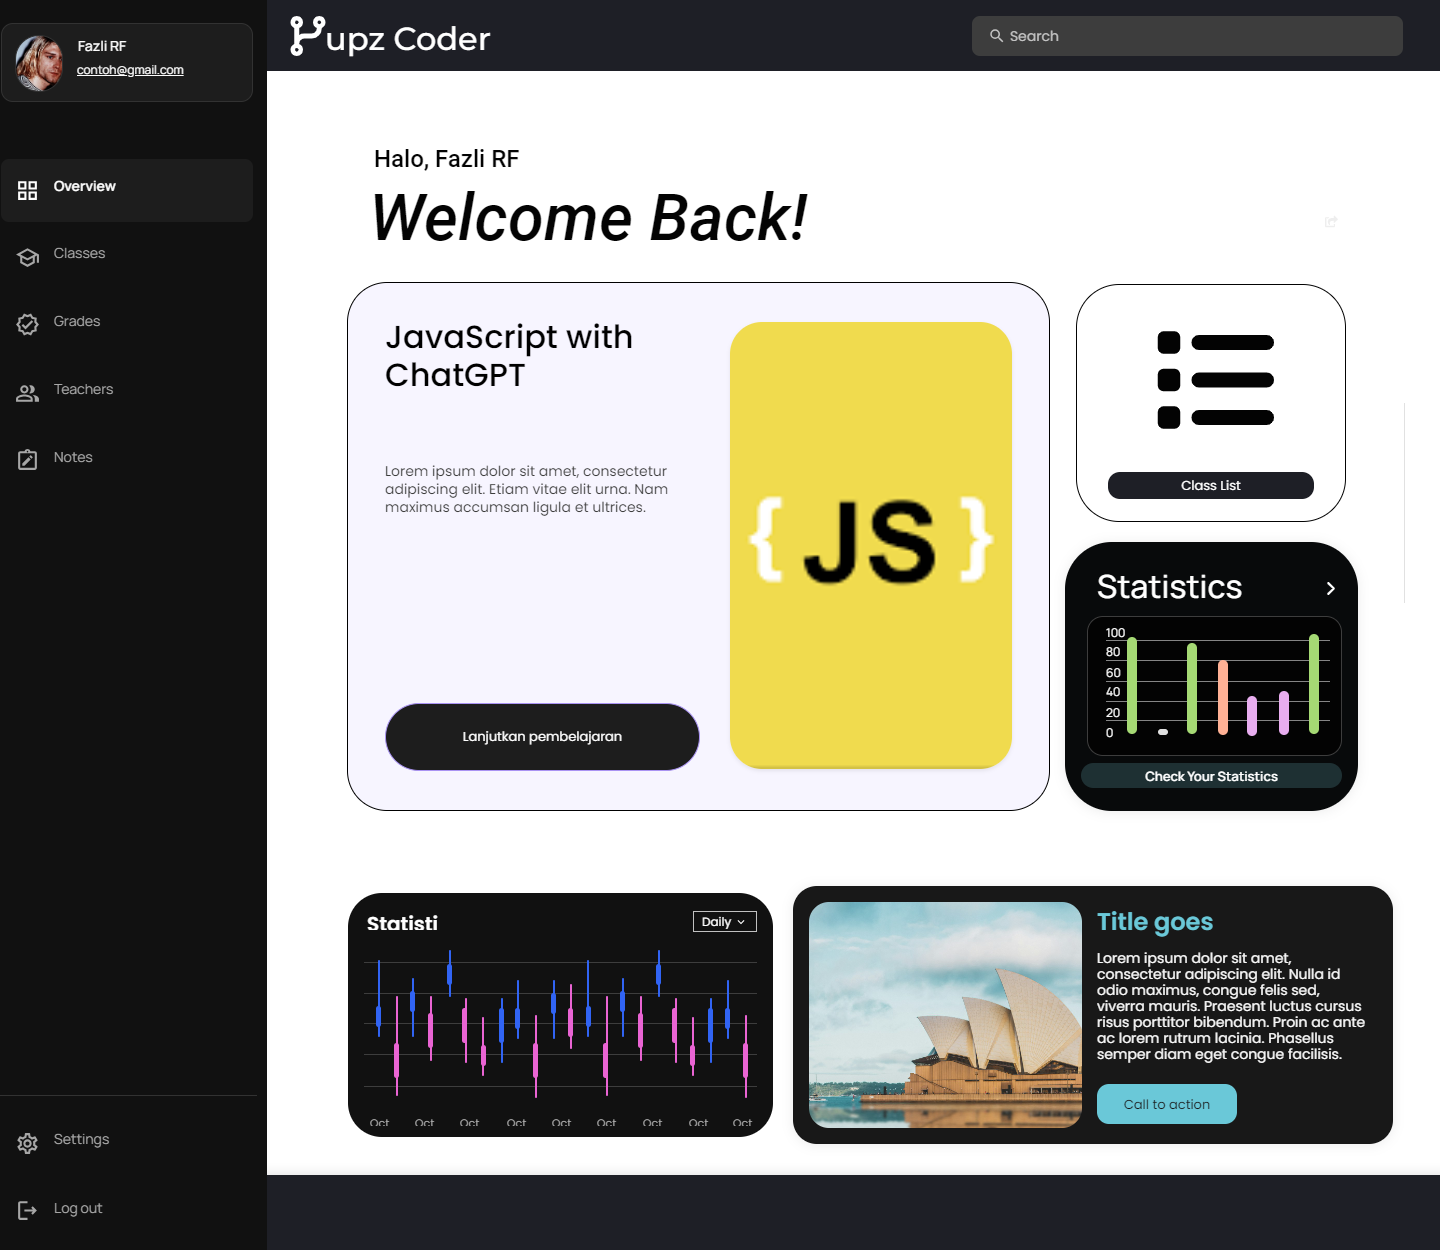 Fazli RF
contoh@gmail.com
upz Coder
Search
Overview
Classes
Grades
Teachers
Notes
Settings
Log out
Halo, Fazli RF
Welcome Back!
JavaScript with
ChatGPT
Lorem ipsum dolor sit amet, consectetur
adipiscing elit. Etiam vitae elit urna. Nam
maximus accumsan ligula et ultrices.
Lanjutkan pembelajaran
{ JS }
Class List
Statistics
100
80
60
40
20
0
Check Your Statistics
Statisti
Daily
Oct Oct Oct Oct Oct Oct Oct Oct Oct
Title goes
Lorem ipsum dolor sit amet,
consectetur adipiscing elit. Nulla id
odio maximus, congue felis sed,
viverra mauris. Praesent luctus cursus
risus porttitor bibendum. Proin ac ante
ac lorem rutrum lacinia. Phasellus
semper diam eget congue facilisis.
Call to action